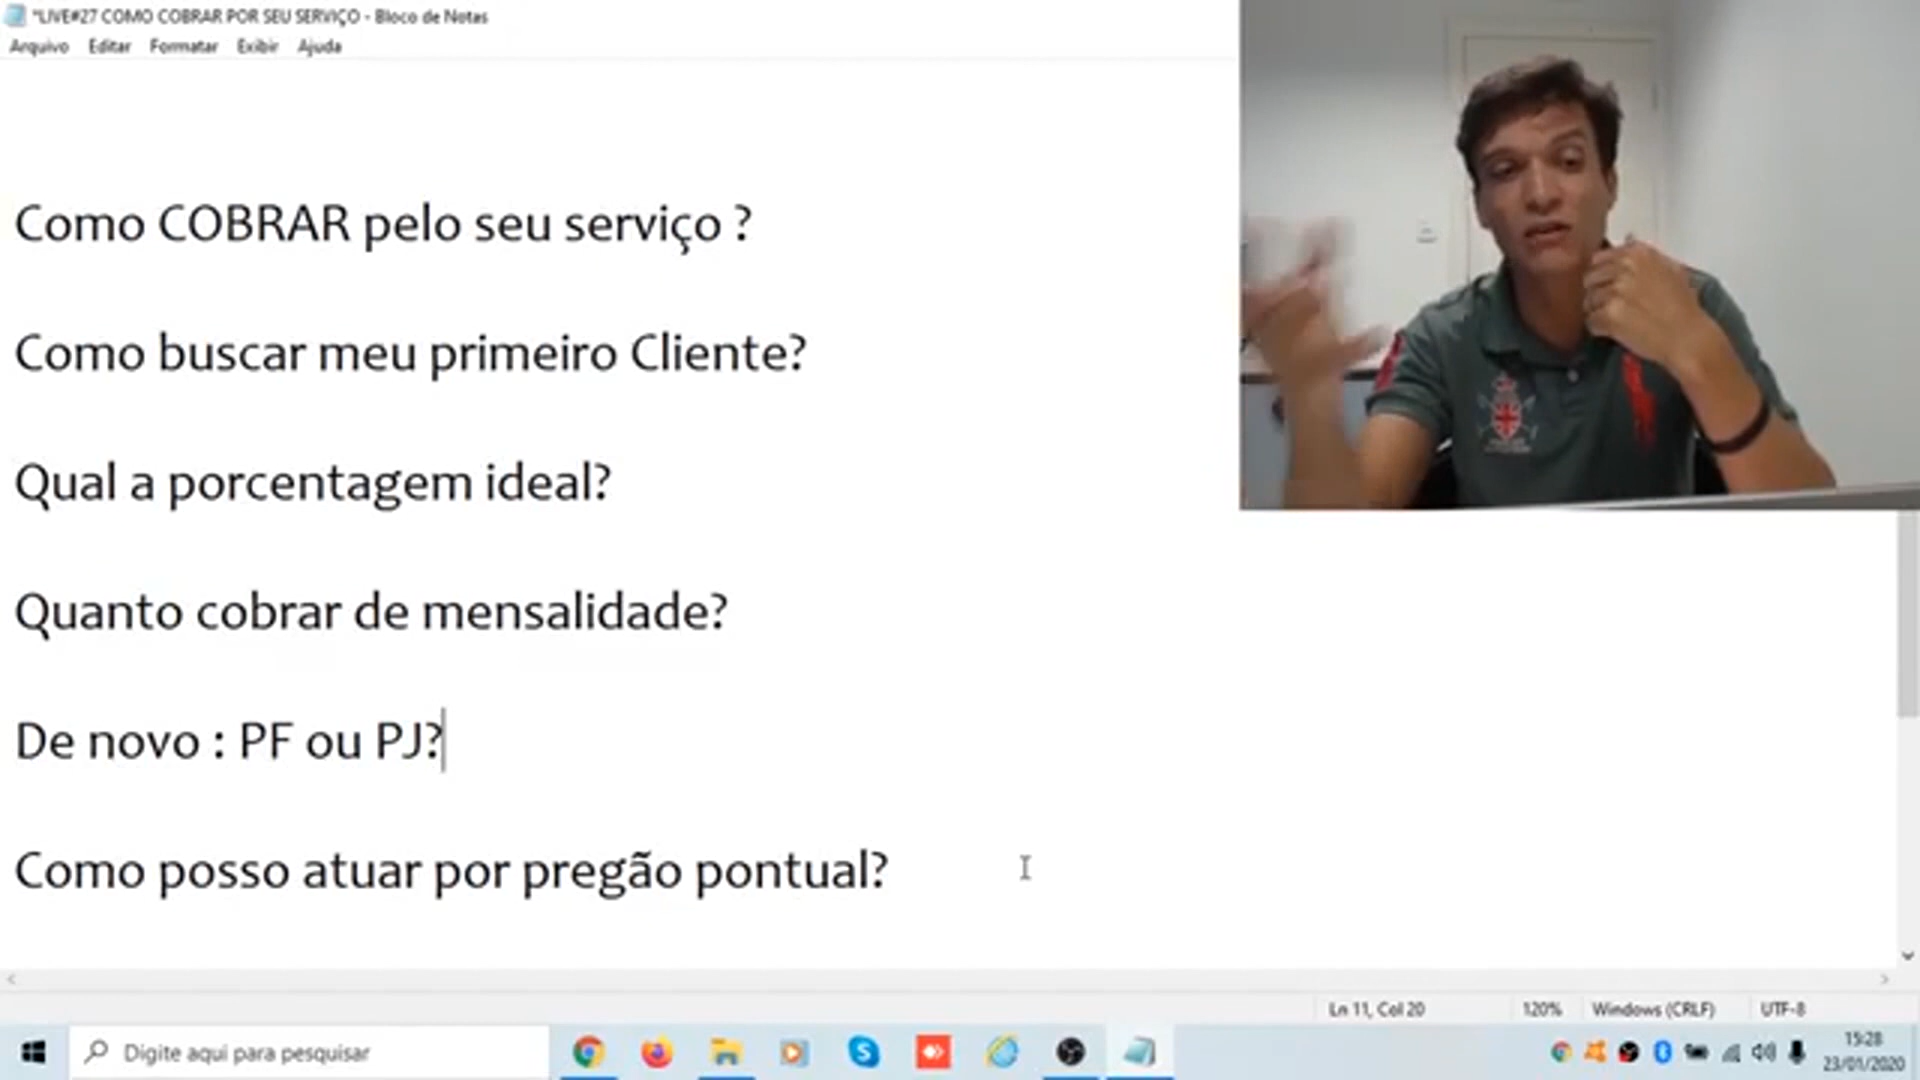 *LIVE#27 COMO COBRAR POR SEU SERVIÇO - Bloco de Notas
Arquivo Editar Formatar Exibir Ajuda
Como COBRAR pelo seu serviço ?
Como buscar meu primeiro Cliente?
Qual a porcentagem ideal?
Quanto cobrar de mensalidade?
De novo : PF ou PJ?
Como posso atuar por pregão pontual?
Ln 11, Col 20 120% Windows (CRLF) UTF-8
Digite aqui para pesquisar
15:28
23/01/2020